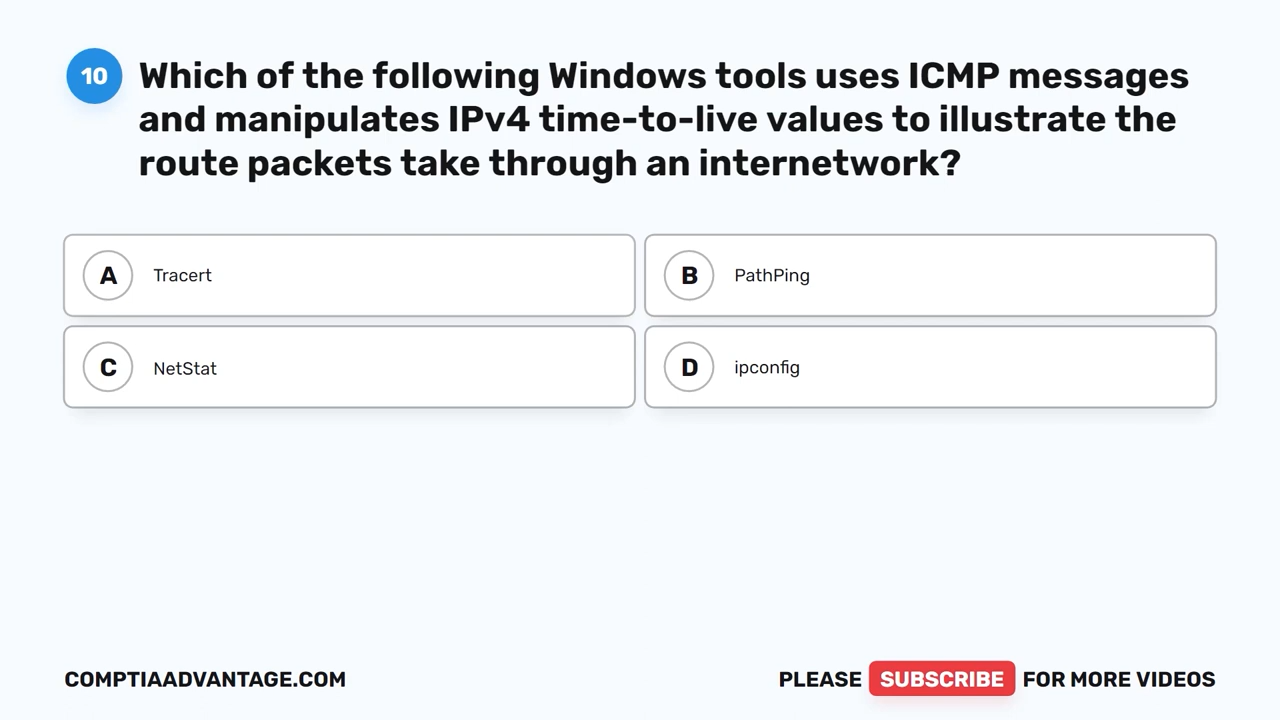 10
Which of the following Windows tools uses ICMP messages
and manipulates IPv4 time-to-live values to illustrate the
route packets take through an internetwork?
A Tracert
B PathPing
C NetStat
D ipconfig
COMPTIAADVANTAGE.COM
PLEASE SUBSCRIBE FOR MORE VIDEOS